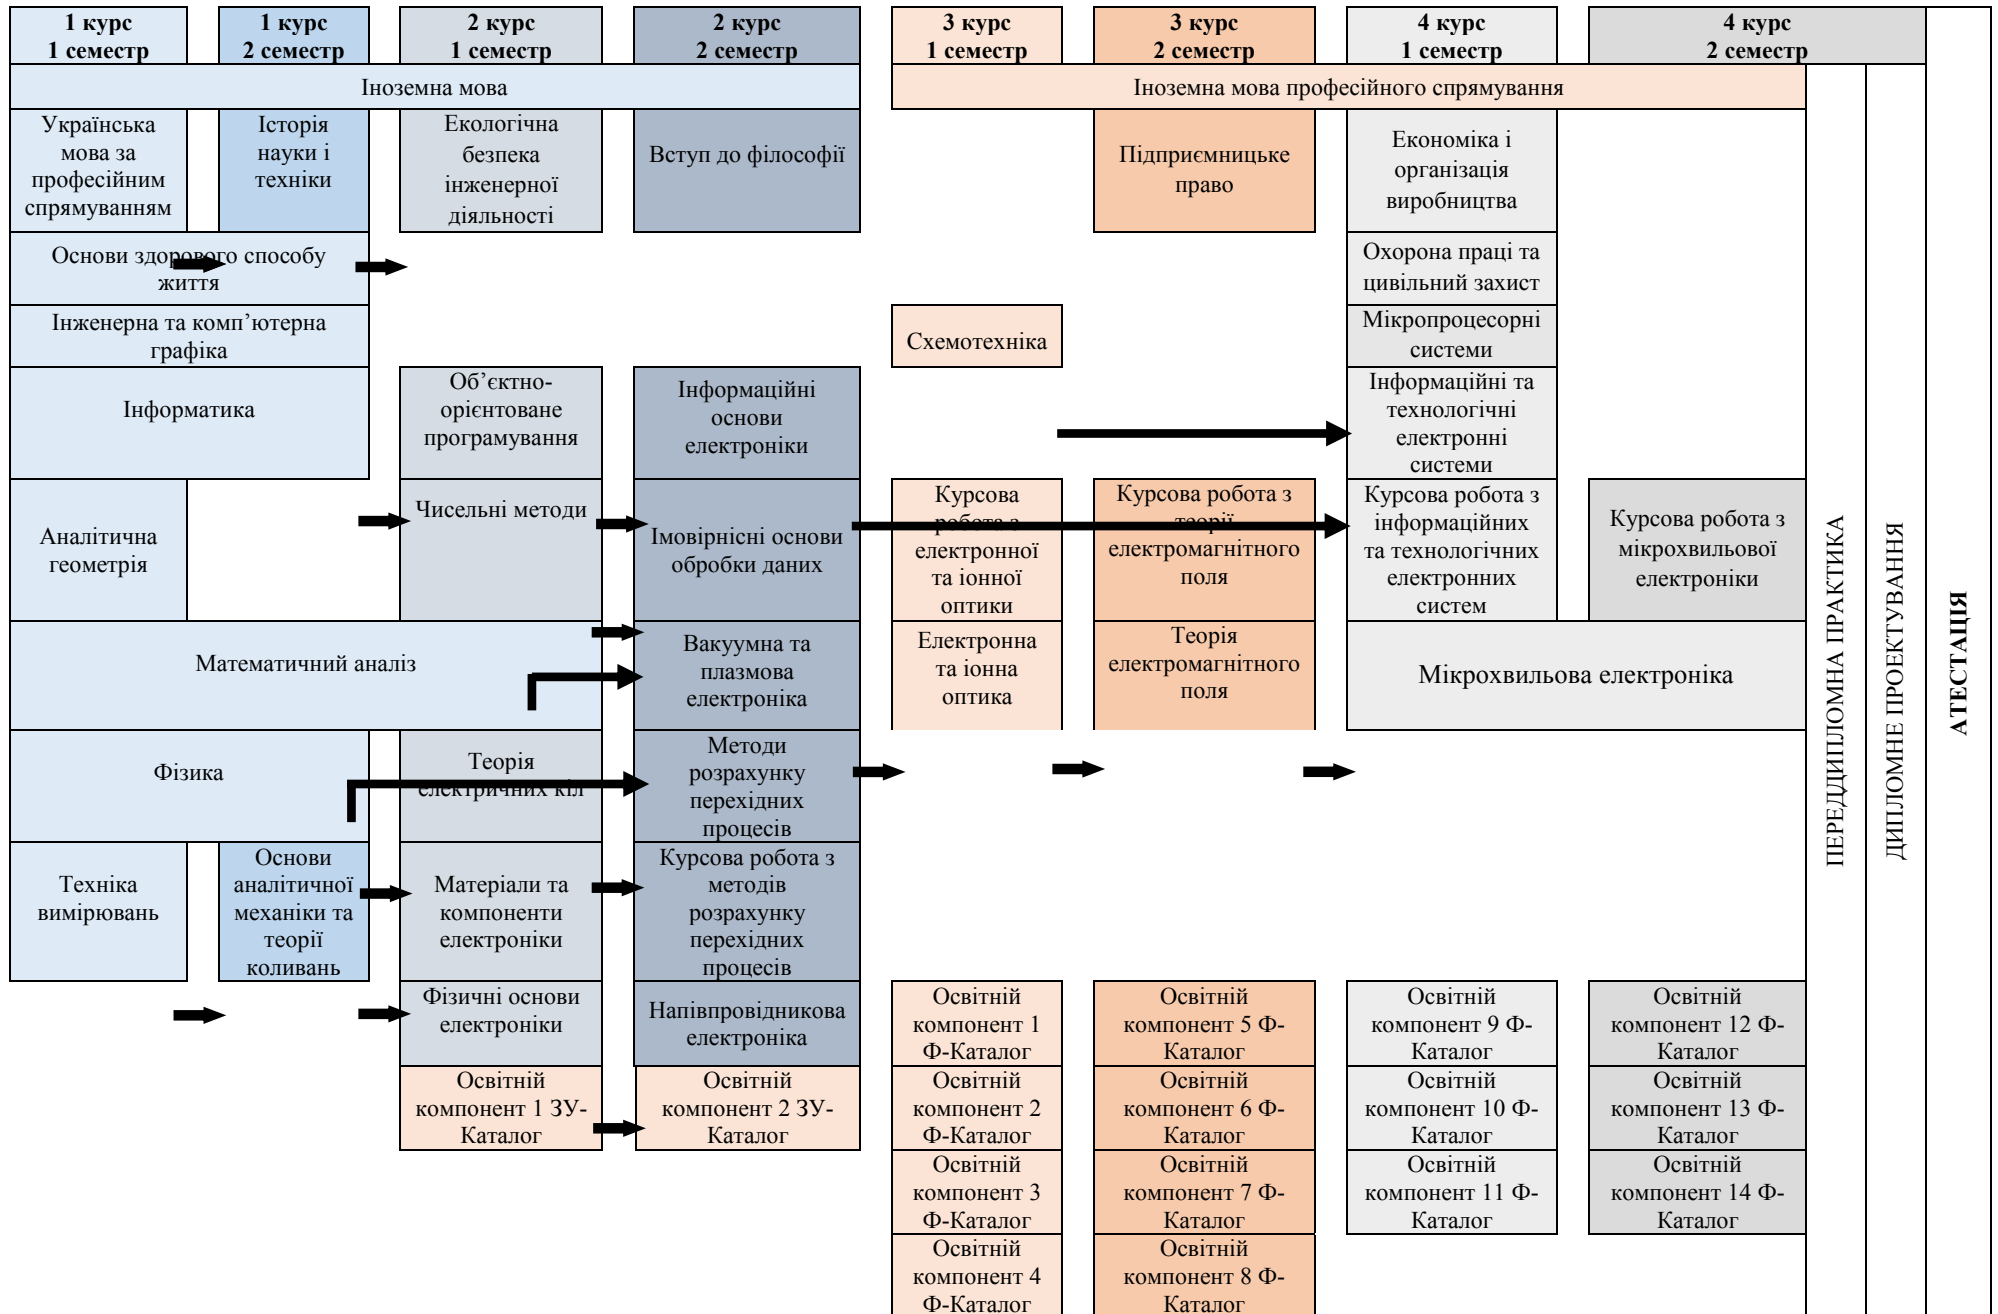 1 курс
1 семестр
1 курс
2 семестр
2 курс
1 семестр
2 курс
2 семестр
3 курс
1 семестр
3 курс
2 семестр
4 курс
1 семестр
4 курс
2 семестр
Іноземна мова
Іноземна мова професійного спрямування
Українська
мова за
професійним
спрямуванням
Історія
науки і
техніки
Екологічна
безпека
інженерної
діяльності
Вступ до філософії
Підприємницьке
право
Економіка і
організація
виробництва
Основи здорового способу
життя
Охорона праці та
цивільний захист
Інженерна та комп’ютерна
графіка
Схемотехніка
Мікропроцесорні
системи
Інформатика
Об’єктно-
орієнтоване
програмування
Інформаційні
основи
електроніки
Інформаційні та
технологічні
електронні
системи
Аналітична
геометрія
Чисельні методи
Імовірнісні основи
обробки даних
Курсова
робота з
електронної
та іонної
оптики
Курсова робота з
теорії
електромагнітного
поля
Курсова робота з
інформаційних
та технологічних
електронних
систем
Курсова робота з
мікрохвильової
електроніки
Математичний аналіз
Вакуумна та
плазмова
електроніка
Електронна
та іонна
оптика
Теорія
електромагнітного
поля
Мікрохвильова електроніка
Фізика
Теорія
електричних кіл
Методи
розрахунку
перехідних
процесів
Техніка
вимірювань
Основи
аналітичної
механіки та
теорії
коливань
Матеріали та
компоненти
електроніки
Курсова робота з
методів
розрахунку
перехідних
процесів
Фізичні основи
електроніки
Напівпровідникова
електроніка
Освітній
компонент 1
Ф-Каталог
Освітній
компонент 5 Ф-
Каталог
Освітній
компонент 9 Ф-
Каталог
Освітній
компонент 12 Ф-
Каталог
Освітній
компонент 1 ЗУ-
Каталог
Освітній
компонент 2 ЗУ-
Каталог
Освітній
компонент 2
Ф-Каталог
Освітній
компонент 6 Ф-
Каталог
Освітній
компонент 10 Ф-
Каталог
Освітній
компонент 13 Ф-
Каталог
Освітній
компонент 3
Ф-Каталог
Освітній
компонент 7 Ф-
Каталог
Освітній
компонент 11 Ф-
Каталог
Освітній
компонент 14 Ф-
Каталог
Освітній
компонент 4
Ф-Каталог
Освітній
компонент 8 Ф-
Каталог
ПЕРЕДДИПЛОМНА ПРАКТИКА
ДИПЛОМНЕ ПРОЕКТУВАННЯ
АТЕСТАЦІЯ